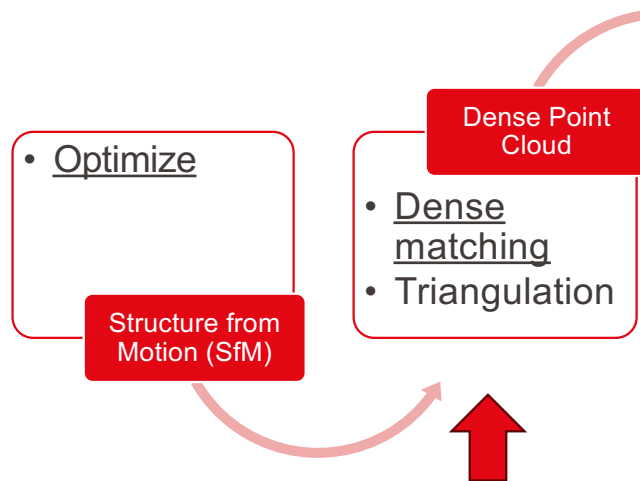 • Optimize
Structure from
Motion (SfM)
Dense Point
Cloud
• Dense
matching
• Triangulation